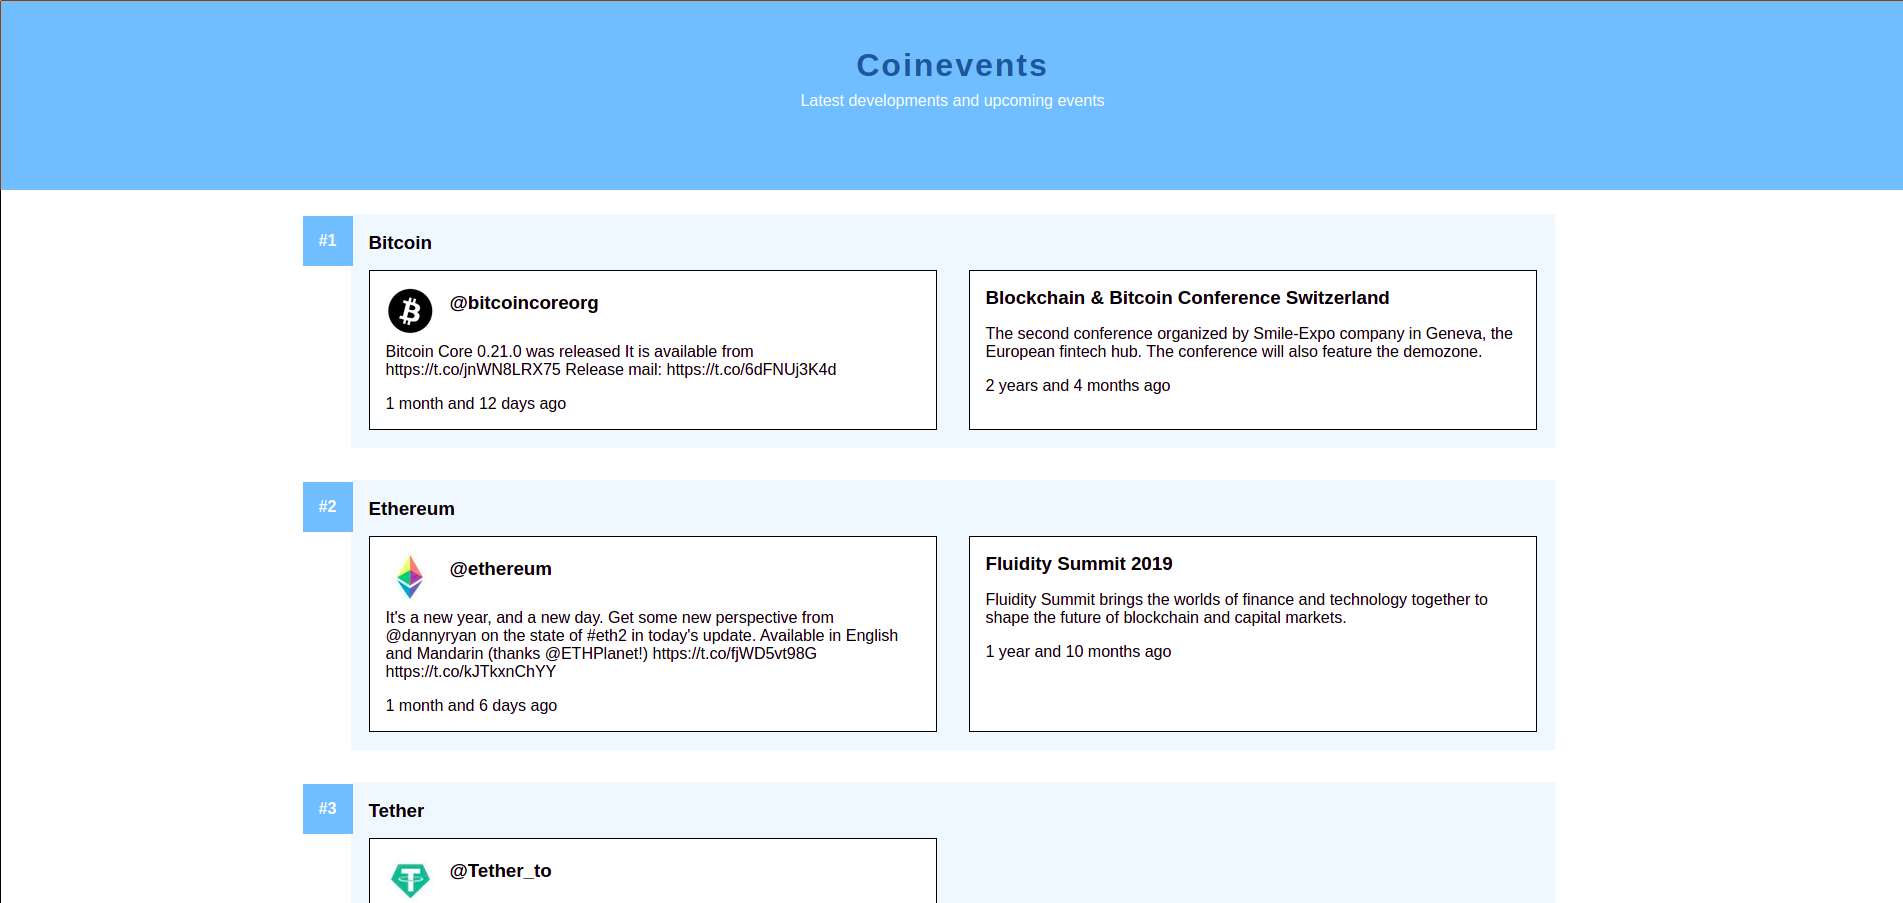 Coinevents
Latest developments and upcoming events
#1
Bitcoin
@bitcoincoreorg
Bitcoin Core 0.21.0 was released It is available from
https://t.co/jnWN8LRX75 Release mail: https://t.co/6dFNUj3K4d
1 month and 12 days ago
Blockchain & Bitcoin Conference Switzerland
The second conference organized by Smile-Expo company in Geneva, the
European fintech hub. The conference will also feature the demozone.
2 years and 4 months ago
#2
Ethereum
@ethereum
It's a new year, and a new day. Get some new perspective from
@dannyryan on the state of #eth2 in today's update. Available in English
and Mandarin (thanks @ETHPlanet!) https://t.co/fjWD5vt98G
https://t.co/kJTkxnChYY
1 month and 6 days ago
Fluidity Summit 2019
Fluidity Summit brings the worlds of finance and technology together to
shape the future of blockchain and capital markets.
1 year and 10 months ago
#3
Tether
@Tether_to